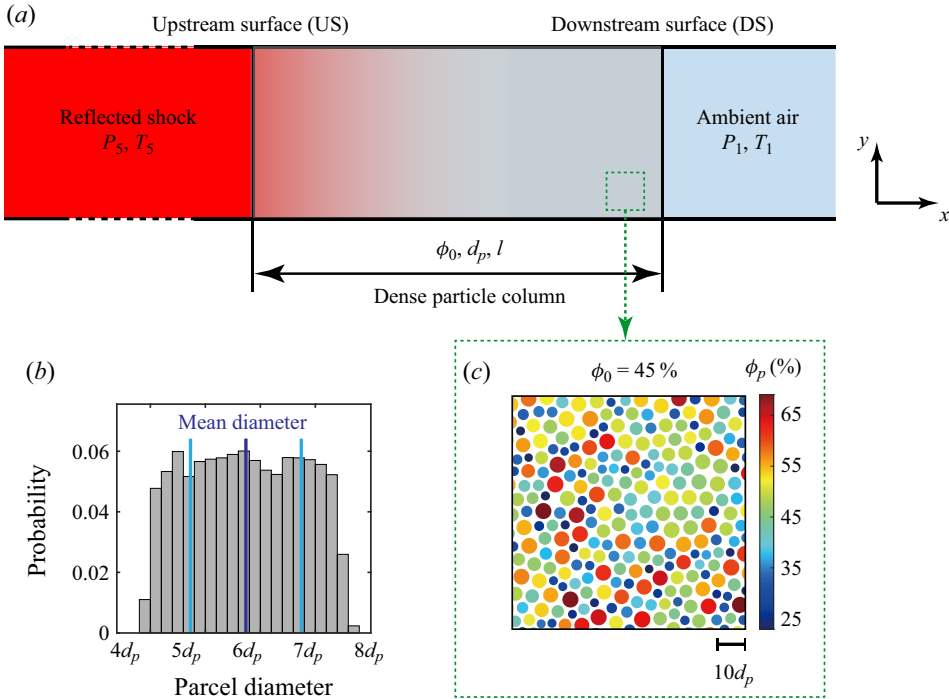 (a)
Upstream surface (US)
Downstream surface (DS)
Reflected shock
P₅, T₅
Ambient air
P₁, T₁
y
x
ϕ₀, dₚ, l
Dense particle column
(b)
Mean diameter
Probability
0.06
0.04
0.02
0
4dₚ 5dₚ 6dₚ 7dₚ 8dₚ
Parcel diameter
(c)
ϕ₀ = 45 %
ϕₚ (%)
65
55
45
35
25
10dₚ